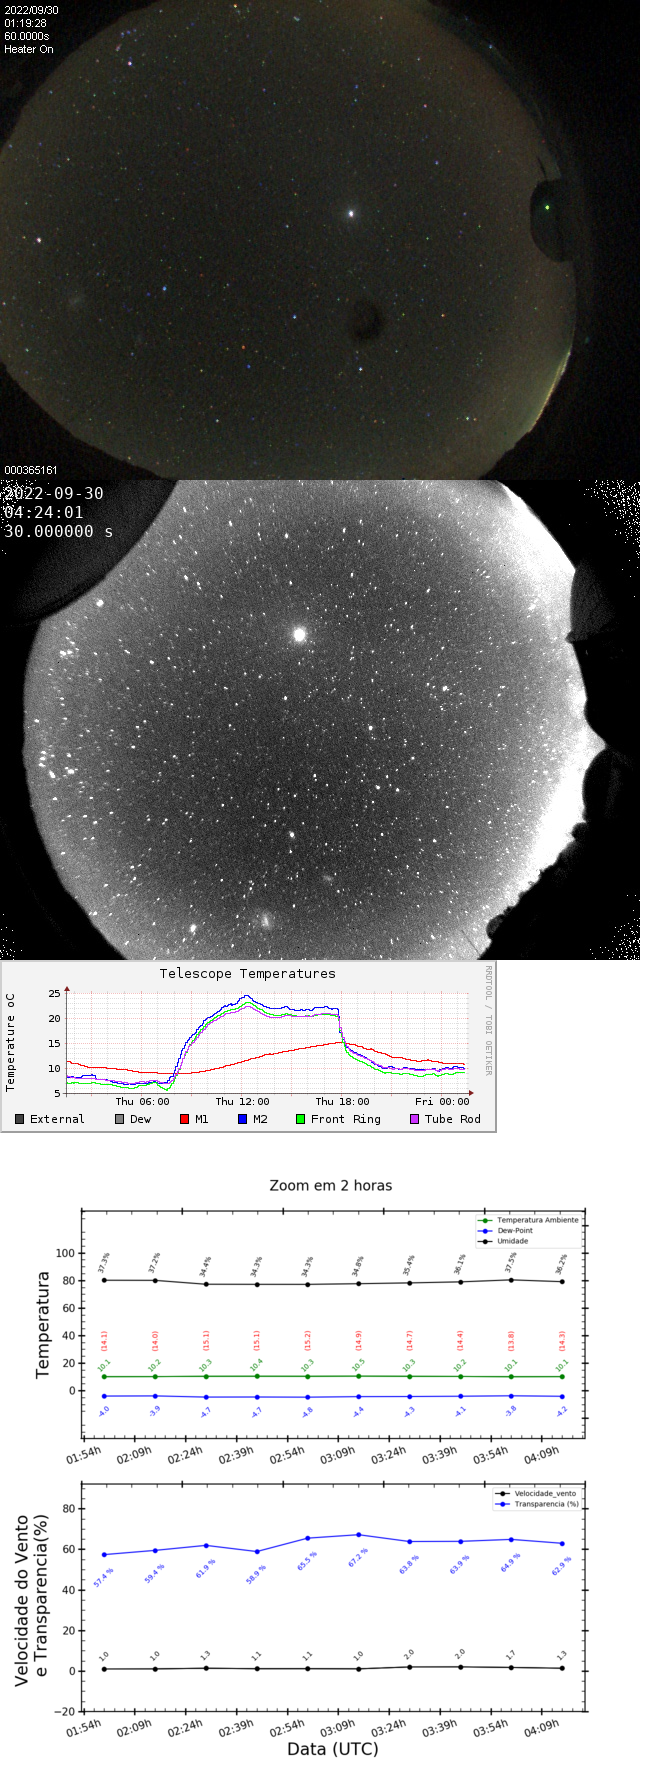 2022/09/30
01:19:28
60.0000s
Heater On
000365161
2022-09-30
04:24:01
30.000000 s
Telescope Temperatures
RRDTOOL / TOBI OETIKER
Temperature oC
25
20
15
10
5
Thu 06:00 Thu 12:00 Thu 18:00 Fri 00:00
External Dew M1 M2 Front Ring Tube Rod
Zoom em 2 horas
Temperatura Ambiente
Dew-Point
Umidade
Temperatura
100
80
60
40
20
0
37.3% 37.2% 34.4% 34.3% 34.3% 34.8% 35.4% 36.1% 37.5% 36.2%
(14.1) (14.0) (15.1) (15.1) (15.2) (14.9) (14.7) (14.4) (13.8) (14.3)
10.1 10.2 10.3 10.4 10.3 10.5 10.3 10.2 10.1 10.1
-4.0 -3.9 -4.7 -4.7 -4.8 -4.4 -4.3 -4.1 -3.8 -4.2
01:54h 02:09h 02:24h 02:39h 02:54h 03:09h 03:24h 03:39h 03:54h 04:09h
Velocidade_vento
Transparencia (%)
Velocidade do Vento
e Transparencia(%)
80
60
40
20
0
−20
57.4 % 59.4 % 61.9 % 58.9 % 65.5 % 67.2 % 63.8 % 63.9 % 64.9 % 62.9 %
1.0 1.0 1.3 1.1 1.1 1.0 2.0 2.0 1.7 1.3
01:54h 02:09h 02:24h 02:39h 02:54h 03:09h 03:24h 03:39h 03:54h 04:09h
Data (UTC)